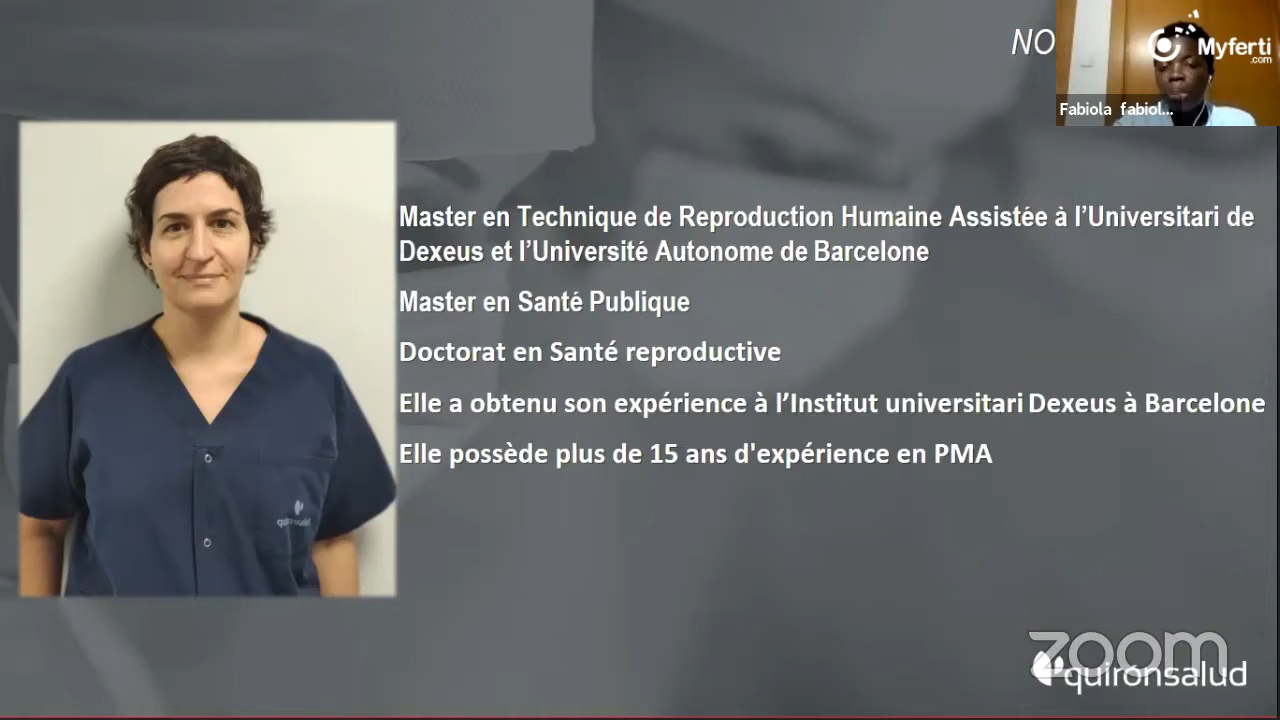 NO
Myferti
.com
Fabiola fabiol...
Master en Technique de Reproduction Humaine Assistée à l’Universitari de
Dexeus et l’Université Autonome de Barcelone
Master en Santé Publique
Doctorat en Santé reproductive
Elle a obtenu son expérience à l’Institut universitari Dexeus à Barcelone
Elle possède plus de 15 ans d'expérience en PMA
zoom
quirónsalud